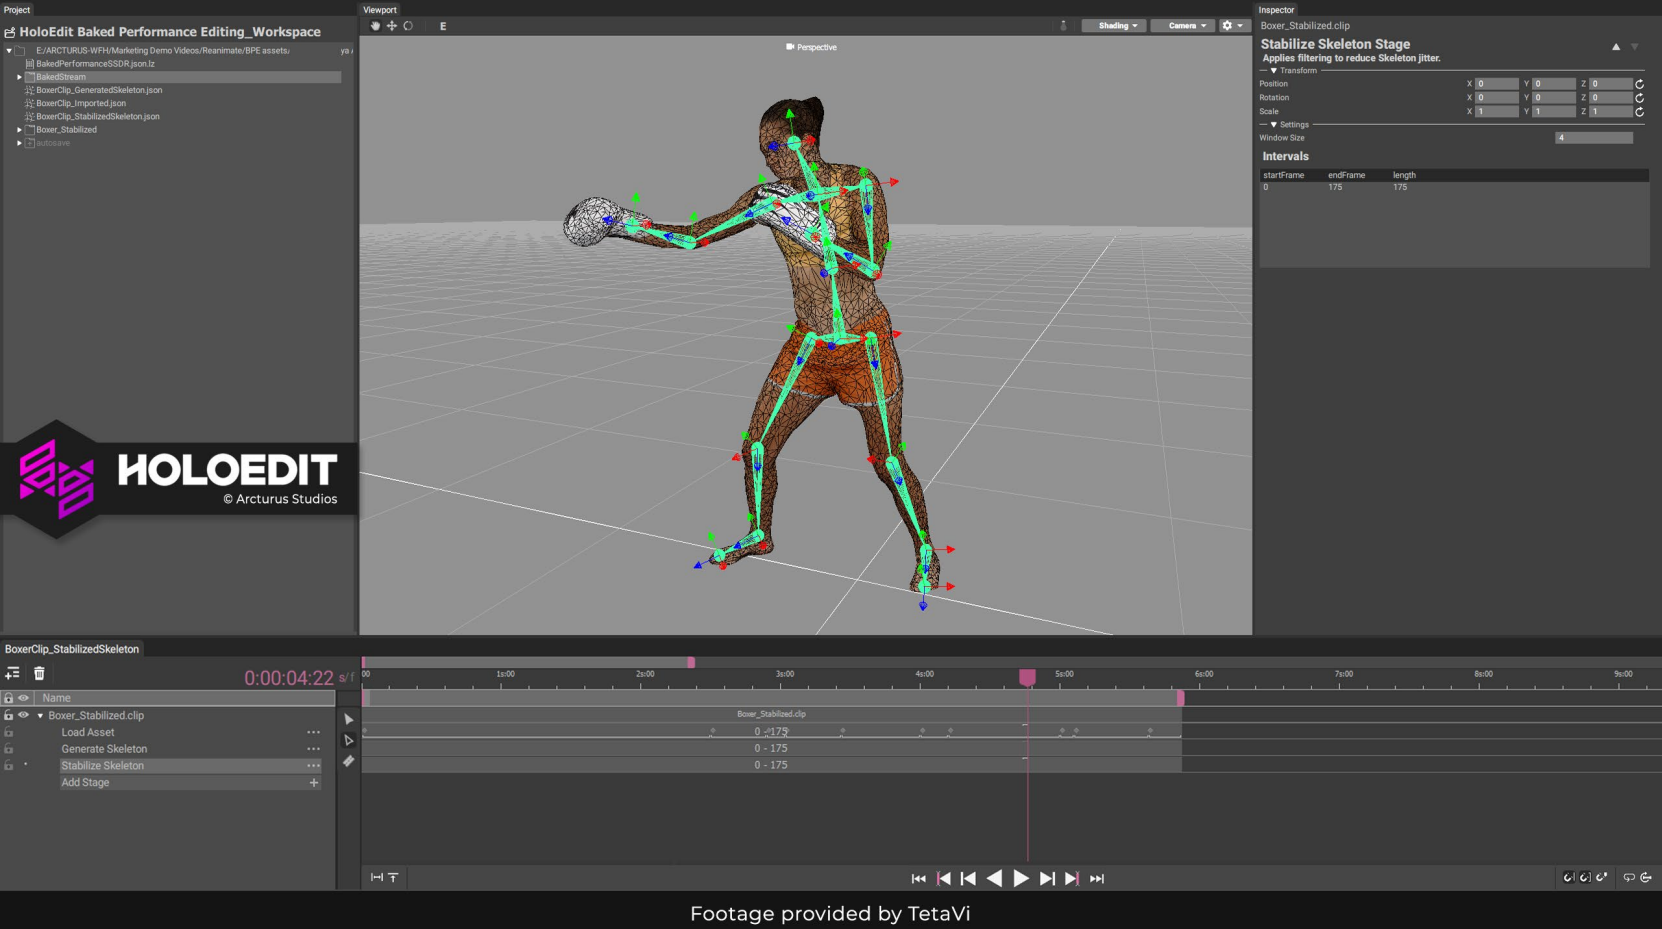 Project
HoloEdit Baked Performance Editing_Workspace
E:/ARCTURUS-WFH/Marketing Demo Videos/Reanimate/BPE assets/
ya
BakedPerformanceSSDR.json.lz
BakedStream
BoxerClip_GeneratedSkeleton.json
BoxerClip_Imported.json
BoxerClip_StabilizedSkeleton.json
Boxer_Stabilized
autosave
HOLOEDIT
© Arcturus Studios
Viewport
E
Shading
Camera
Perspective
Inspector
Boxer_Stabilized.clip
Stabilize Skeleton Stage
Applies filtering to reduce Skeleton jitter.
Transform
Position X 0 Y 0 Z 0
Rotation X 0 Y 0 Z 0
Scale X 1 Y 1 Z 1
Settings
Window Size 4
Intervals
startFrame endFrame length
0 175 175
BoxerClip_StabilizedSkeleton
0:00:04:22 s/f
00 1s:00 2s:00 3s:00 4s:00 5s:00 6s:00 7s:00 8s:00 9s:00
Name
Boxer_Stabilized.clip
Boxer_Stabilized.clip
Load Asset
0 - 175
Generate Skeleton
0 - 175
Stabilize Skeleton
0 - 175
Add Stage
Footage provided by TetaVi